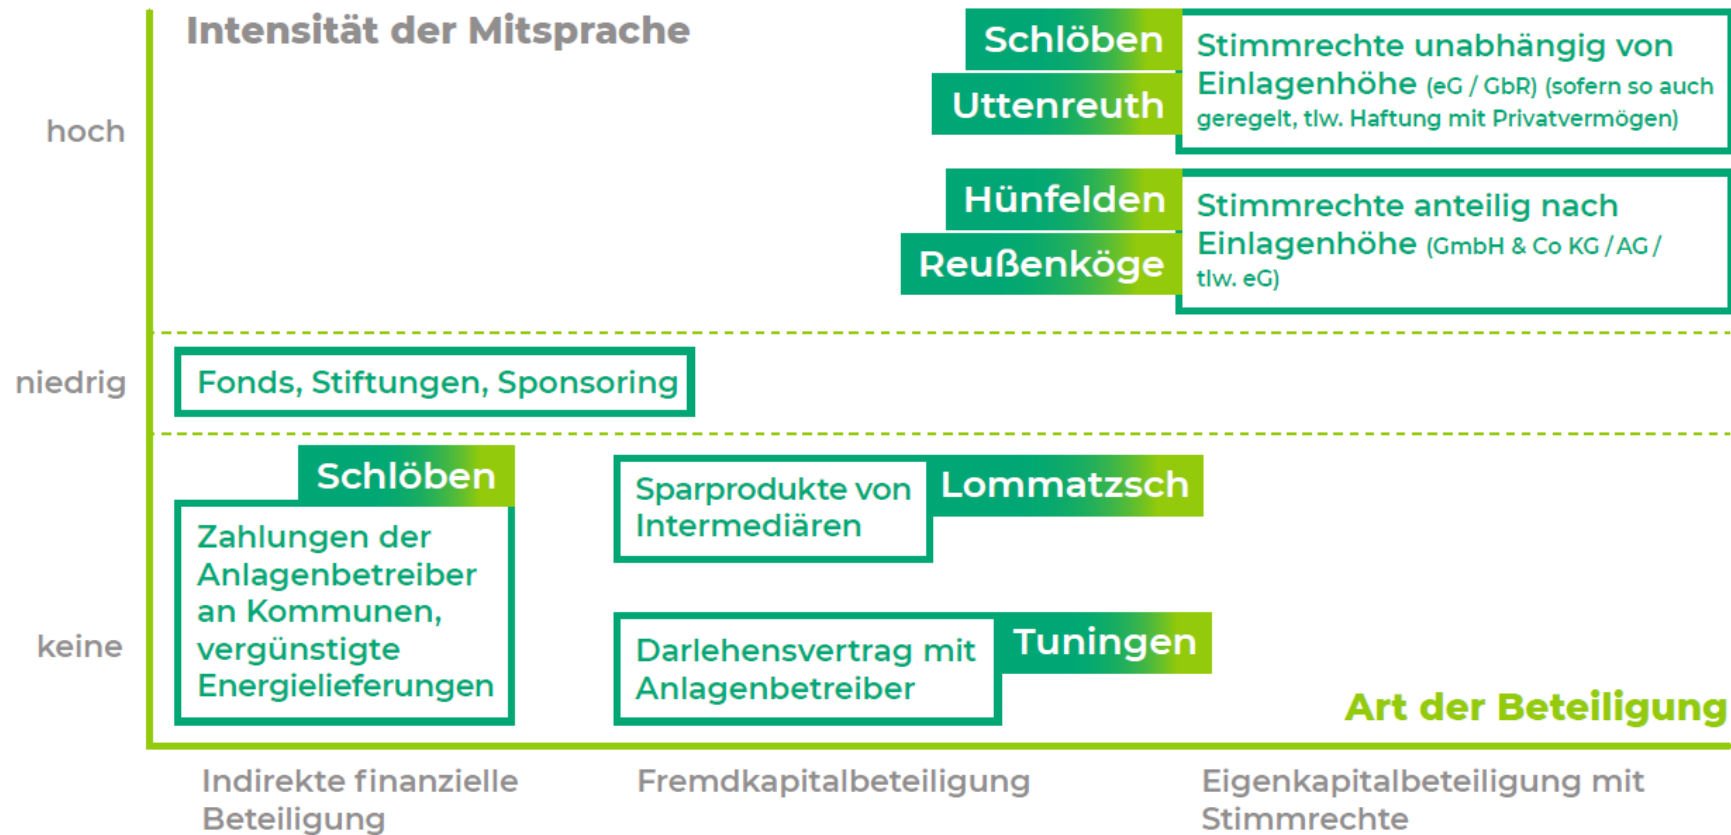 Intensität der Mitsprache
hoch
Schlöben
Uttenreuth
Stimmrechte unabhängig von
Einlagenhöhe (eG / GbR) (sofern so auch
geregelt, tlw. Haftung mit Privatvermögen)
Hünfelden
Reußenköge
Stimmrechte anteilig nach
Einlagenhöhe (GmbH & Co KG / AG /
tlw. eG)
niedrig
Fonds, Stiftungen, Sponsoring
keine
Schlöben
Zahlungen der
Anlagenbetreiber
an Kommunen,
vergünstigte
Energielieferungen
Sparprodukte von
Intermediären
Lommatzsch
Darlehensvertrag mit
Anlagenbetreiber
Tuningen
Art der Beteiligung
Indirekte finanzielle
Beteiligung
Fremdkapitalbeteiligung
Eigenkapitalbeteiligung mit
Stimmrechte